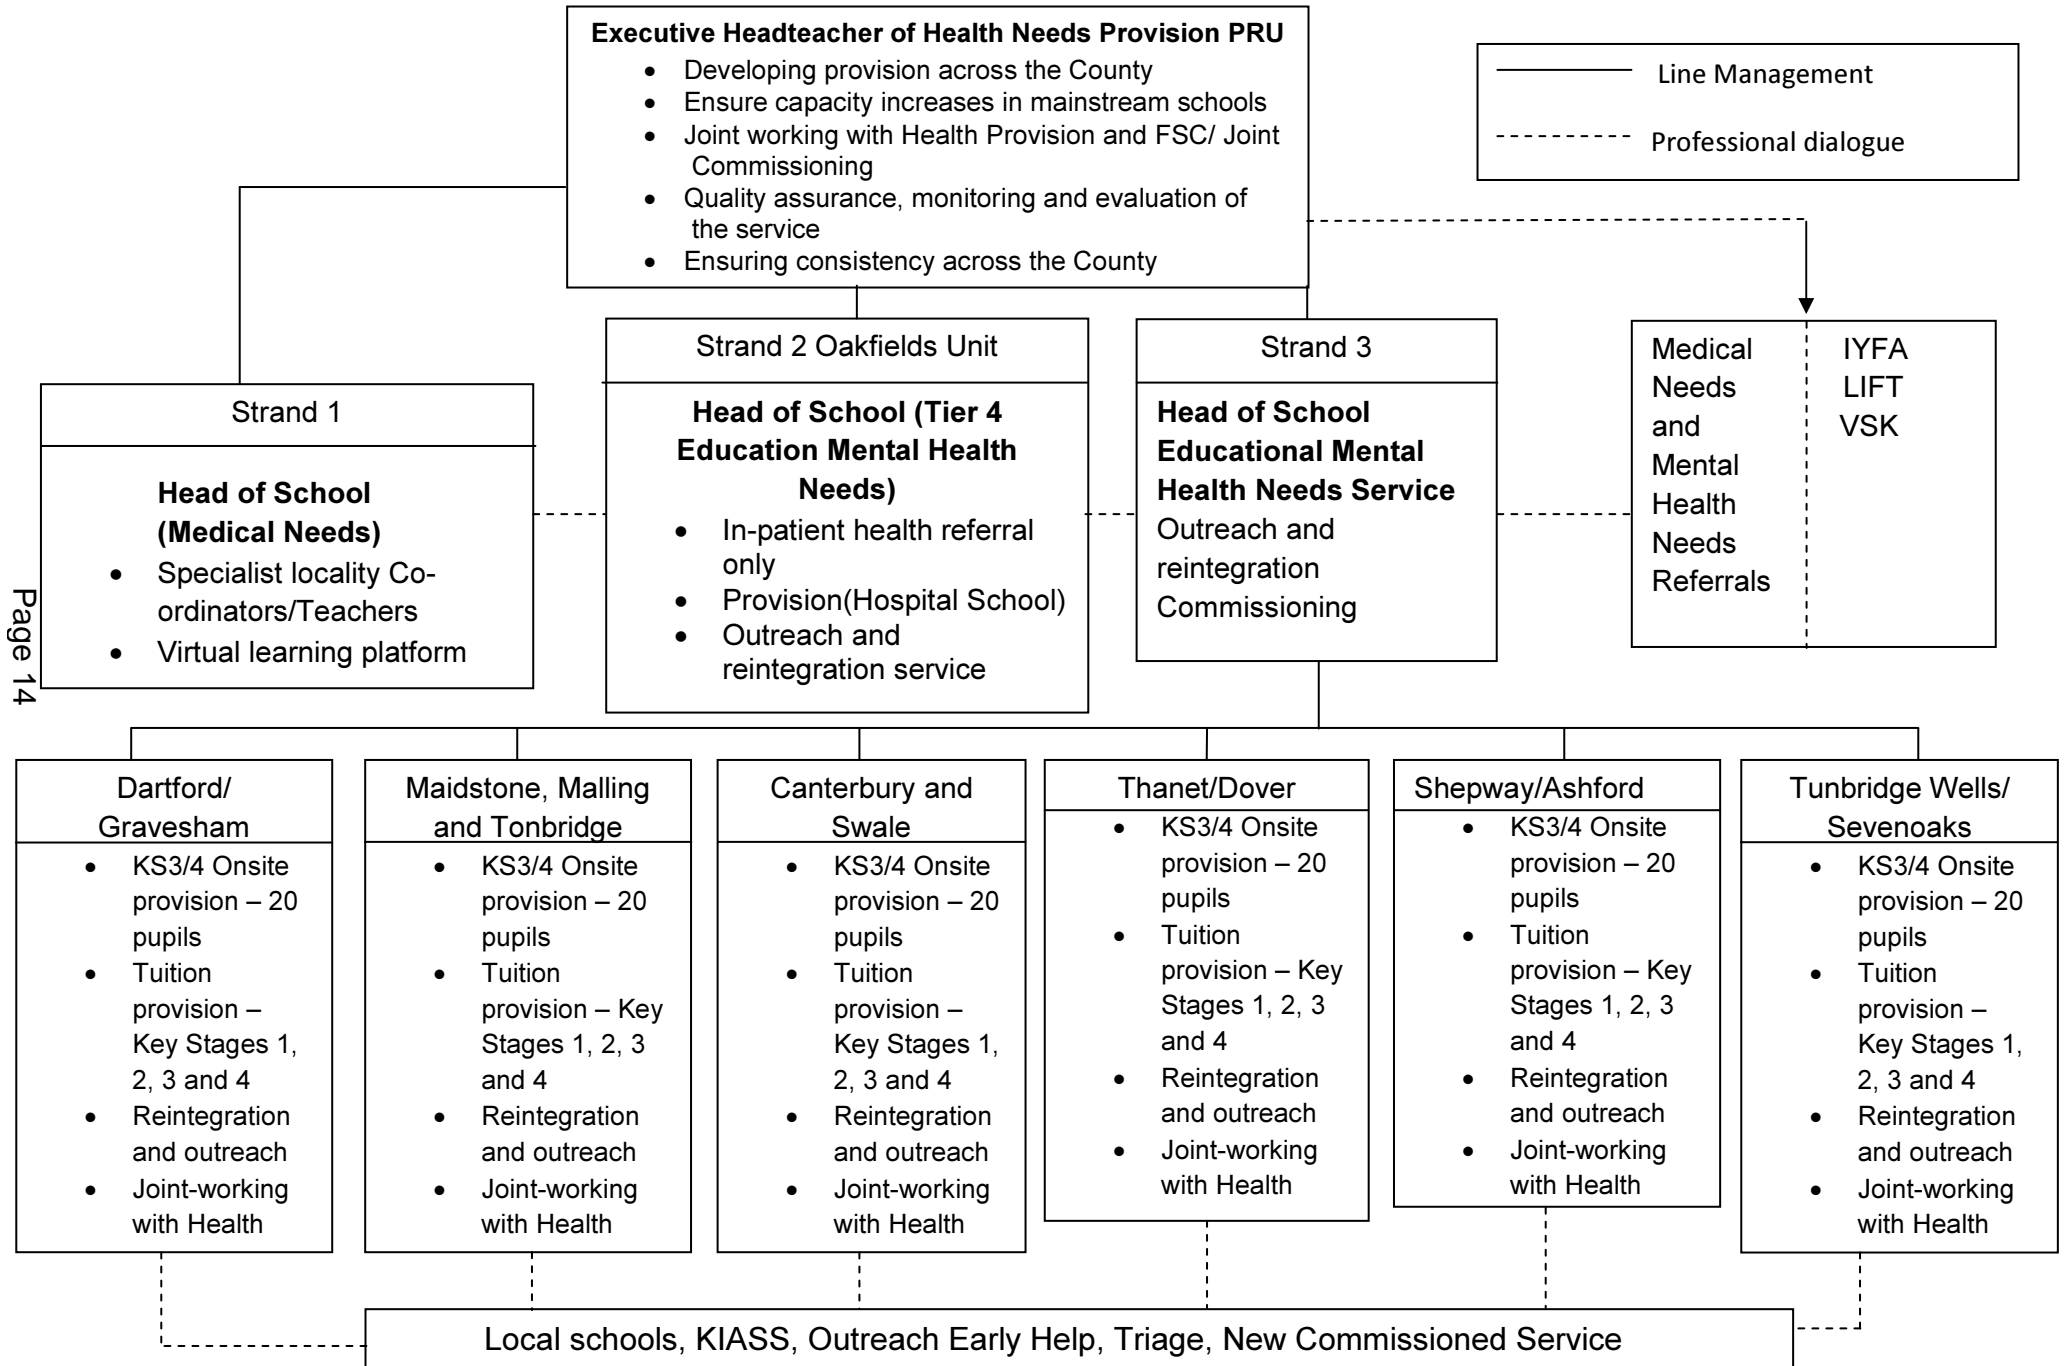 Executive Headteacher of Health Needs Provision PRU
• Developing provision across the County
• Ensure capacity increases in mainstream schools
• Joint working with Health Provision and FSC/ Joint
Commissioning
• Quality assurance, monitoring and evaluation of
the service
• Ensuring consistency across the County
Line Management
Professional dialogue
Strand 1
Head of School
(Medical Needs)
• Specialist locality Co-
ordinators/Teachers
• Virtual learning platform
Strand 2 Oakfields Unit
Head of School (Tier 4
Education Mental Health
Needs)
• In-patient health referral
only
• Provision(Hospital School)
• Outreach and
reintegration service
Strand 3
Head of School
Educational Mental
Health Needs Service
Outreach and
reintegration
Commissioning
Medical
Needs
and
Mental
Health
Needs
Referrals
IYFA
LIFT
VSK
Page 14
Dartford/
Gravesham
• KS3/4 Onsite
provision – 20
pupils
• Tuition
provision –
Key Stages 1,
2, 3 and 4
• Reintegration
and outreach
• Joint-working
with Health
Maidstone, Malling
and Tonbridge
• KS3/4 Onsite
provision – 20
pupils
• Tuition
provision – Key
Stages 1, 2, 3
and 4
• Reintegration
and outreach
• Joint-working
with Health
Canterbury and
Swale
• KS3/4 Onsite
provision – 20
pupils
• Tuition
provision –
Key Stages 1,
2, 3 and 4
• Reintegration
and outreach
• Joint-working
with Health
Thanet/Dover
• KS3/4 Onsite
provision – 20
pupils
• Tuition
provision – Key
Stages 1, 2, 3
and 4
• Reintegration
and outreach
• Joint-working
with Health
Shepway/Ashford
• KS3/4 Onsite
provision – 20
pupils
• Tuition
provision – Key
Stages 1, 2, 3
and 4
• Reintegration
and outreach
• Joint-working
with Health
Tunbridge Wells/
Sevenoaks
• KS3/4 Onsite
provision – 20
pupils
• Tuition
provision –
Key Stages 1,
2, 3 and 4
• Reintegration
and outreach
• Joint-working
with Health
Local schools, KIASS, Outreach Early Help, Triage, New Commissioned Service